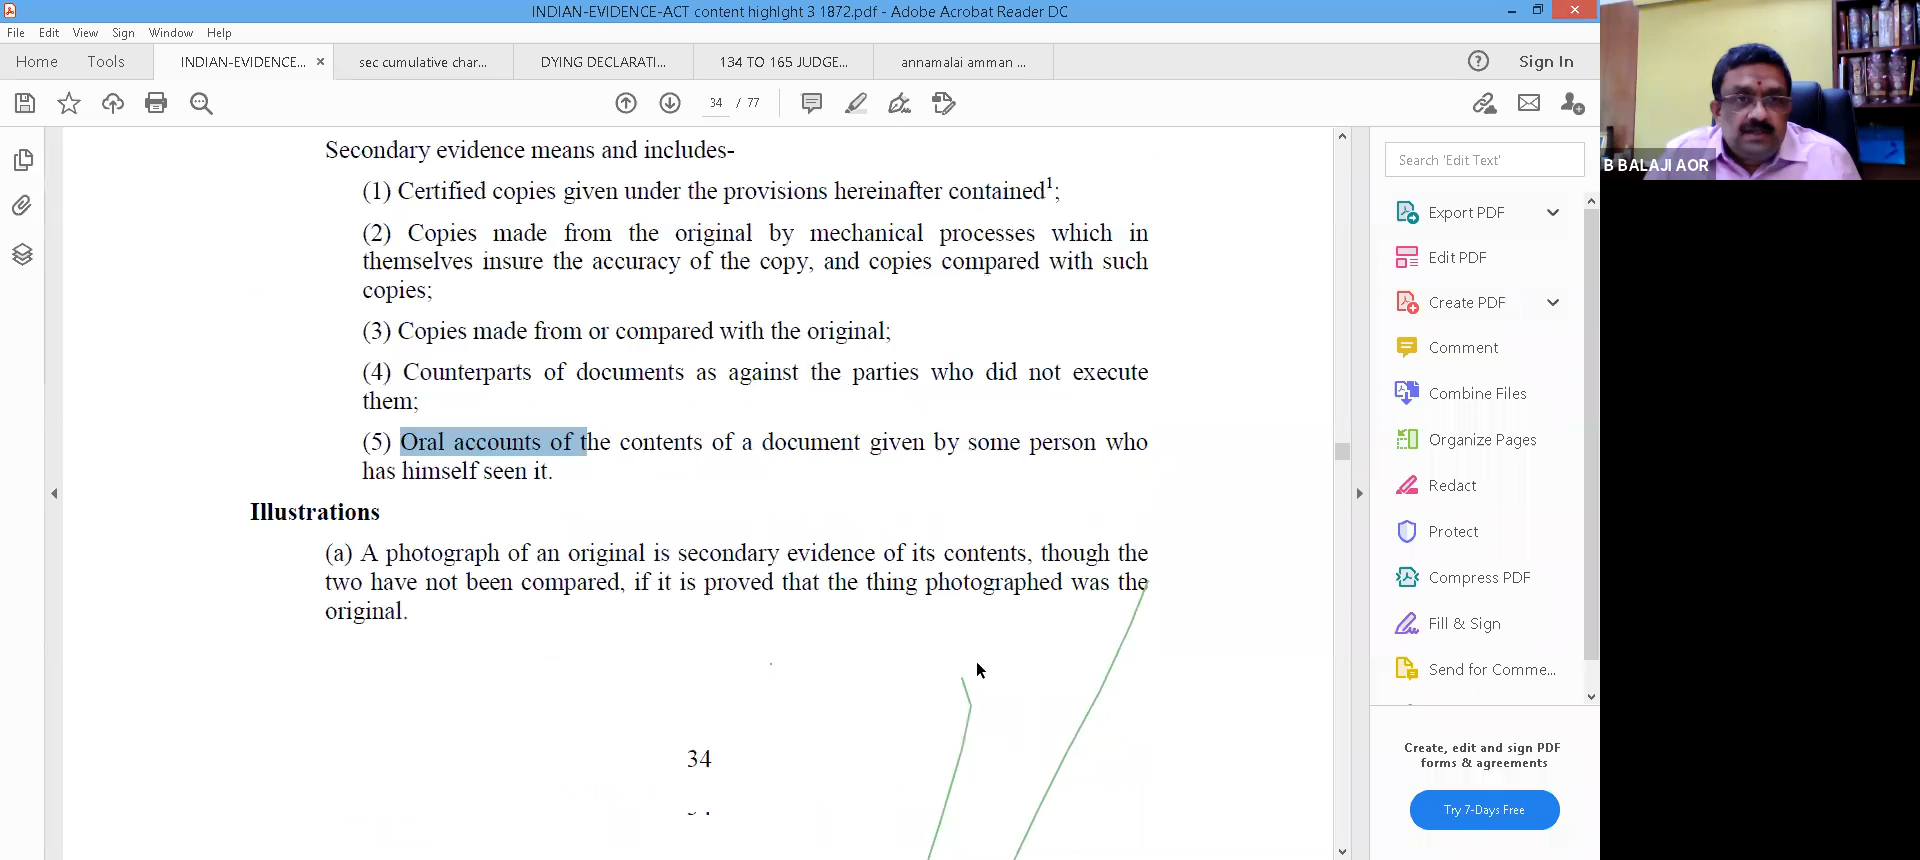 INDIAN-EVIDENCE-ACT content highlght 3 1872.pdf - Adobe Acrobat Reader DC
File Edit View Sign Window Help
Home Tools INDIAN-EVIDENCE... × sec cumulative char... DYING DECLARATI... 134 TO 165 JUDGE... annamalai amman ... Sign In
34 / 77
Secondary evidence means and includes-
(1) Certified copies given under the provisions hereinafter contained1;
(2) Copies made from the original by mechanical processes which in
themselves insure the accuracy of the copy, and copies compared with such
copies;
(3) Copies made from or compared with the original;
(4) Counterparts of documents as against the parties who did not execute
them;
(5) Oral accounts of the contents of a document given by some person who
has himself seen it.
Illustrations
(a) A photograph of an original is secondary evidence of its contents, though the
two have not been compared, if it is proved that the thing photographed was the
original.
34
Search 'Edit Text'
Export PDF
Edit PDF
Create PDF
Comment
Combine Files
Organize Pages
Redact
Protect
Compress PDF
Fill & Sign
Send for Comme...
Create, edit and sign PDF
forms & agreements
Try 7-Days Free
B BALAJI AOR